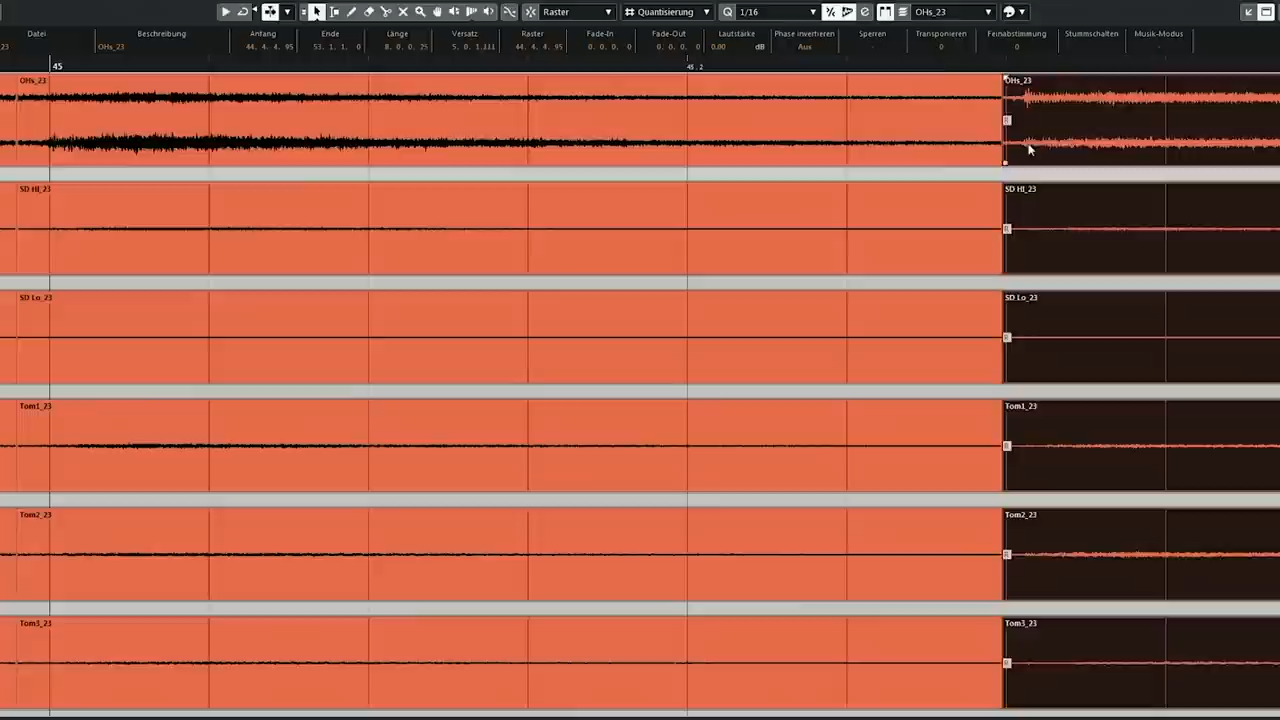 Raster Quantisierung Q 1/16 OHs_23
Datei Beschreibung Anfang Ende Länge Versatz Raster Fade-In Fade-Out Lautstärke Phase invertieren Sperren Transponieren Feinabstimmung Stummschalten Musik-Modus
23 OHs_23 44. 4. 4. 95 53. 1. 1. 0 8. 0. 0. 25 5. 0. 1.111 44. 4. 4. 95 0. 0. 0. 0 0. 0. 0. 0 0.00 dB Aus - 0 0 - -
45 45. 2
OHs_23 OHs_23
R
SD HI_23 SD HI_23
R
SD Lo_23 SD Lo_23
R
Tom1_23 Tom1_23
R
Tom2_23 Tom2_23
R
Tom3_23 Tom3_23
R